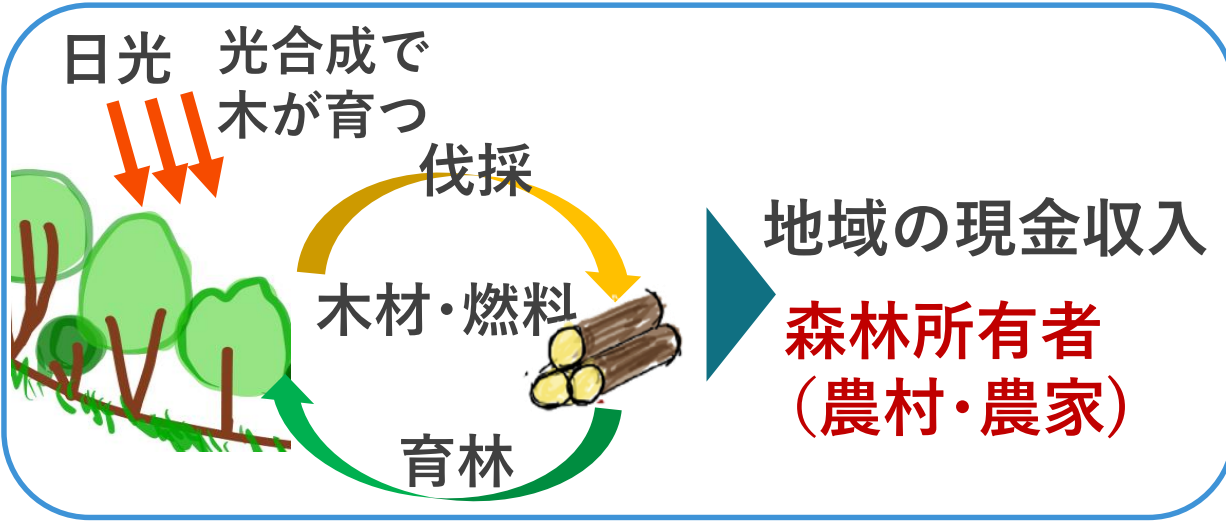 日光
光合成で
木が育つ
伐採
木材・燃料
育林
地域の現金収入
森林所有者
（農村・農家）